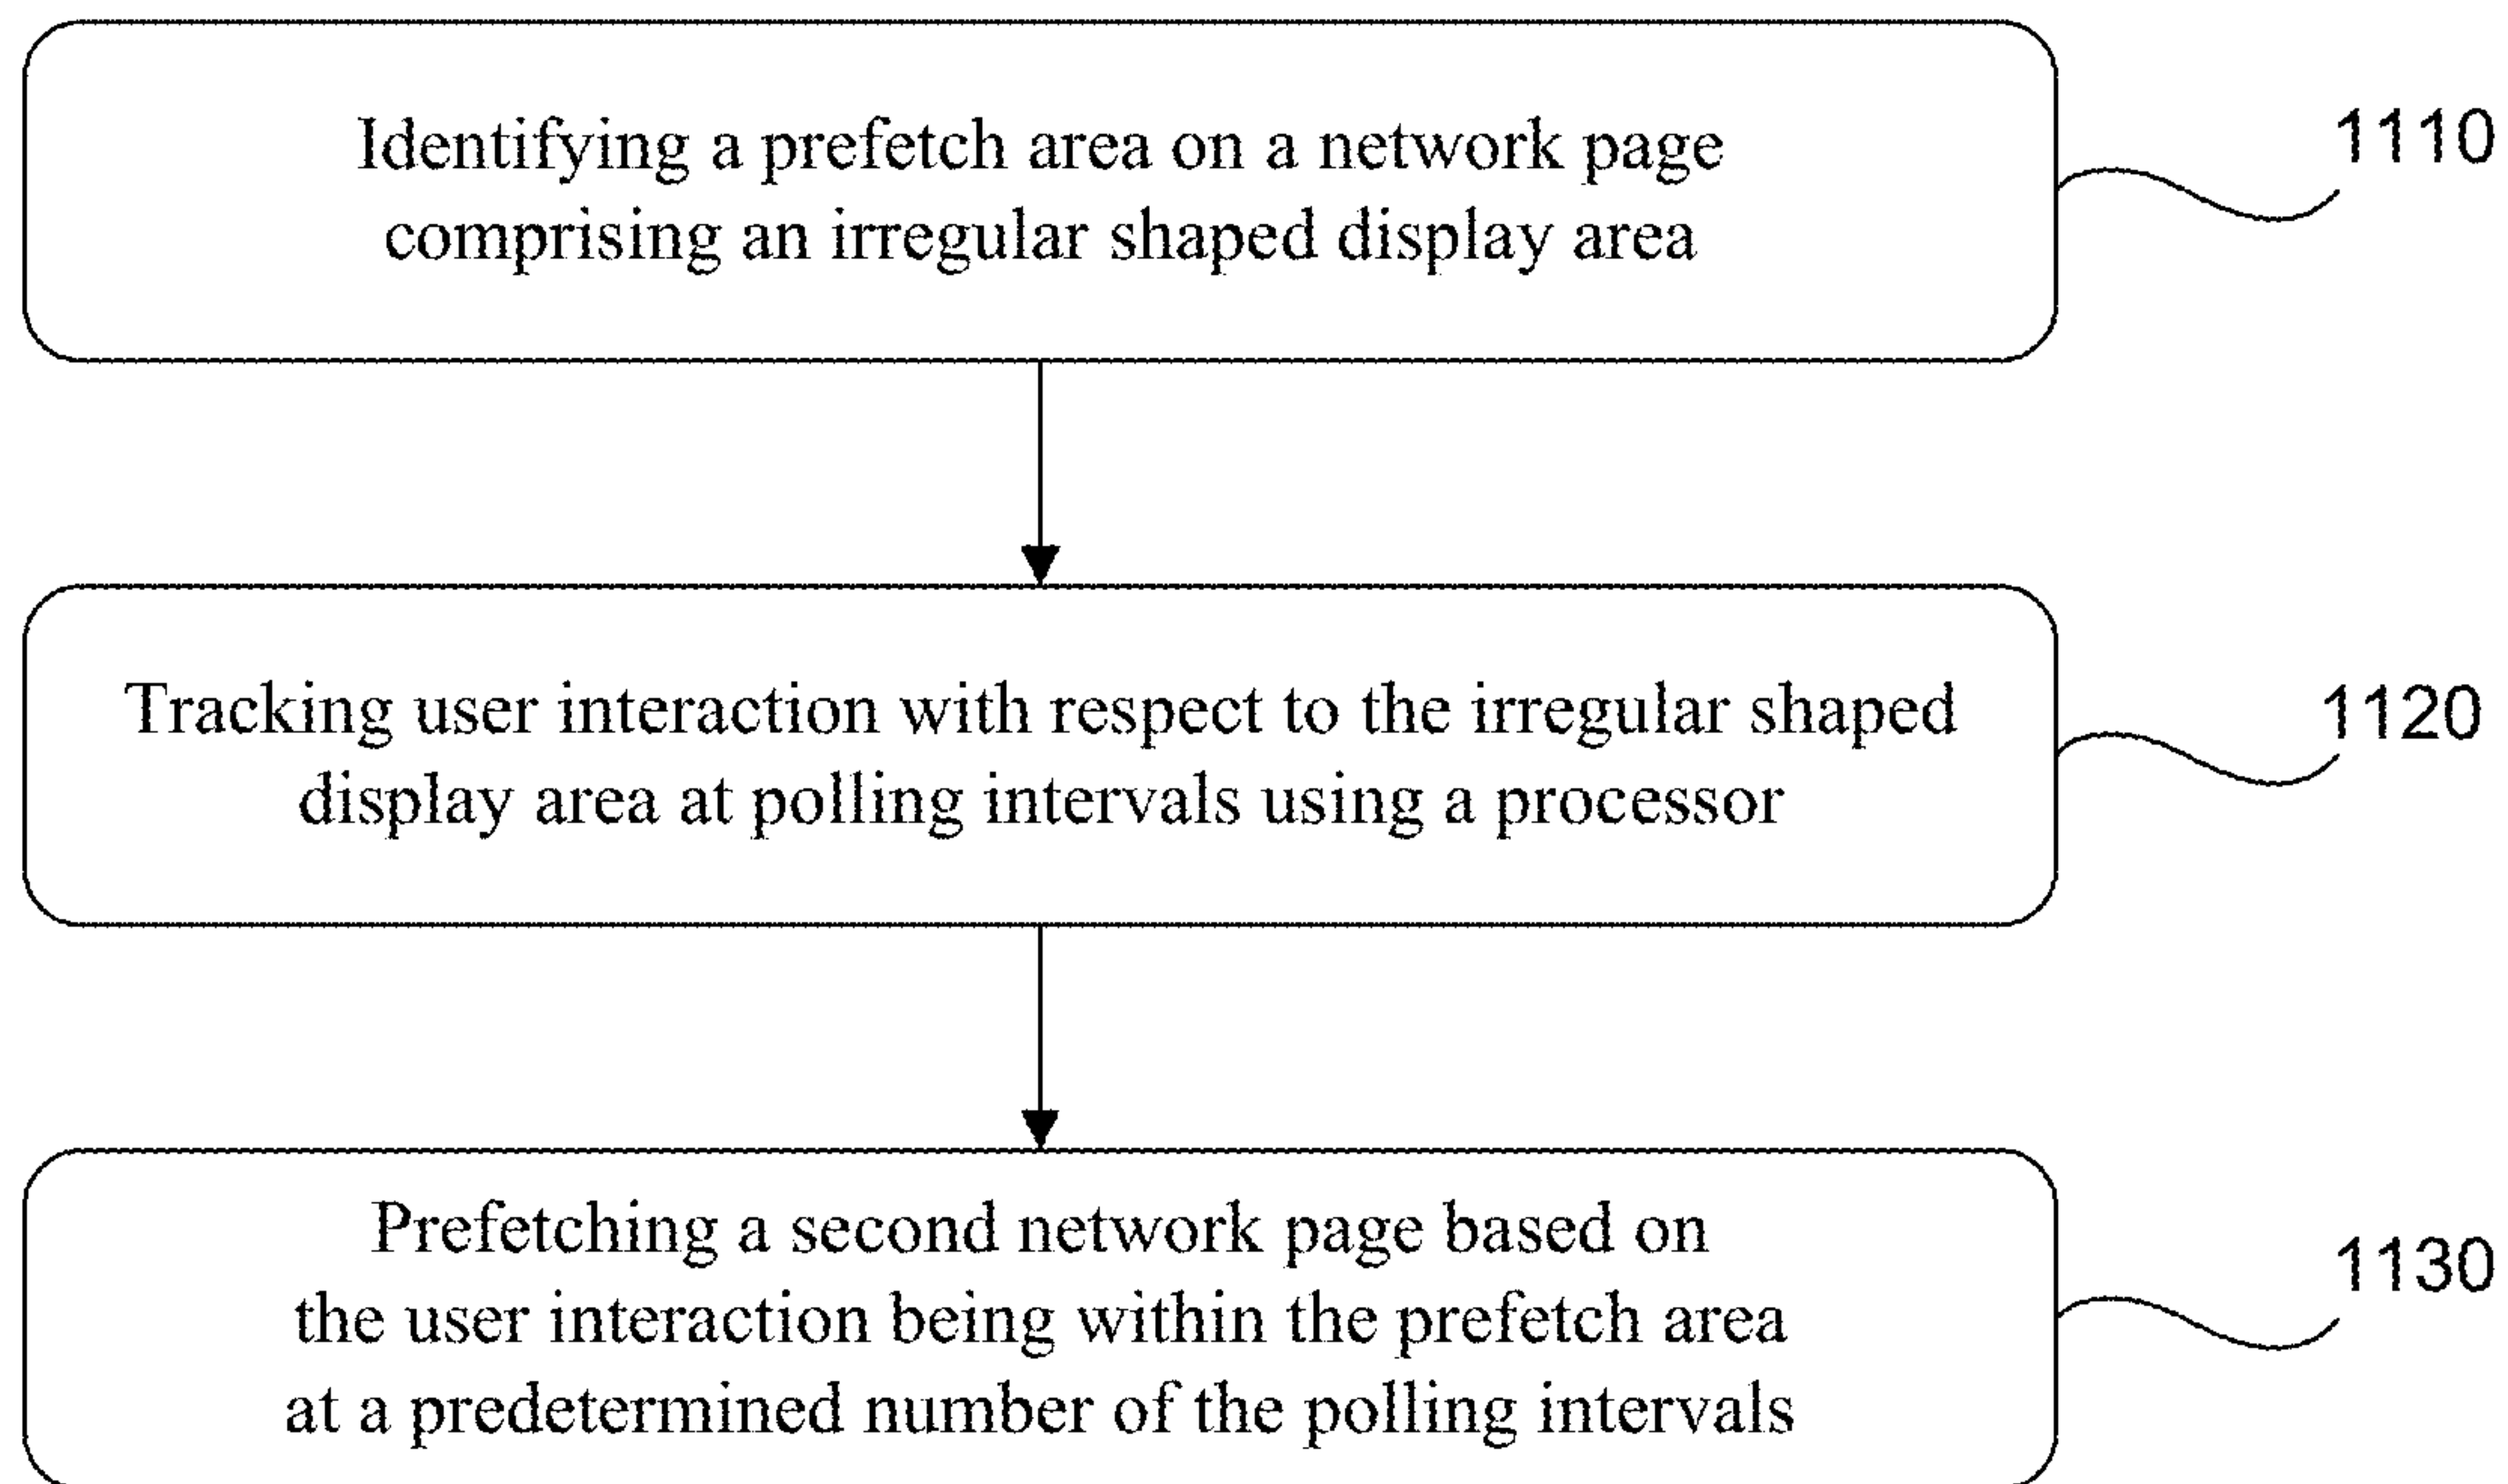 Identifying a prefetch area on a network page
comprising an irregular shaped display area
1110
Tracking user interaction with respect to the irregular shaped
display area at polling intervals using a processor
1120
Prefetching a second network page based on
the user interaction being within the prefetch area
at a predetermined number of the polling intervals
1130